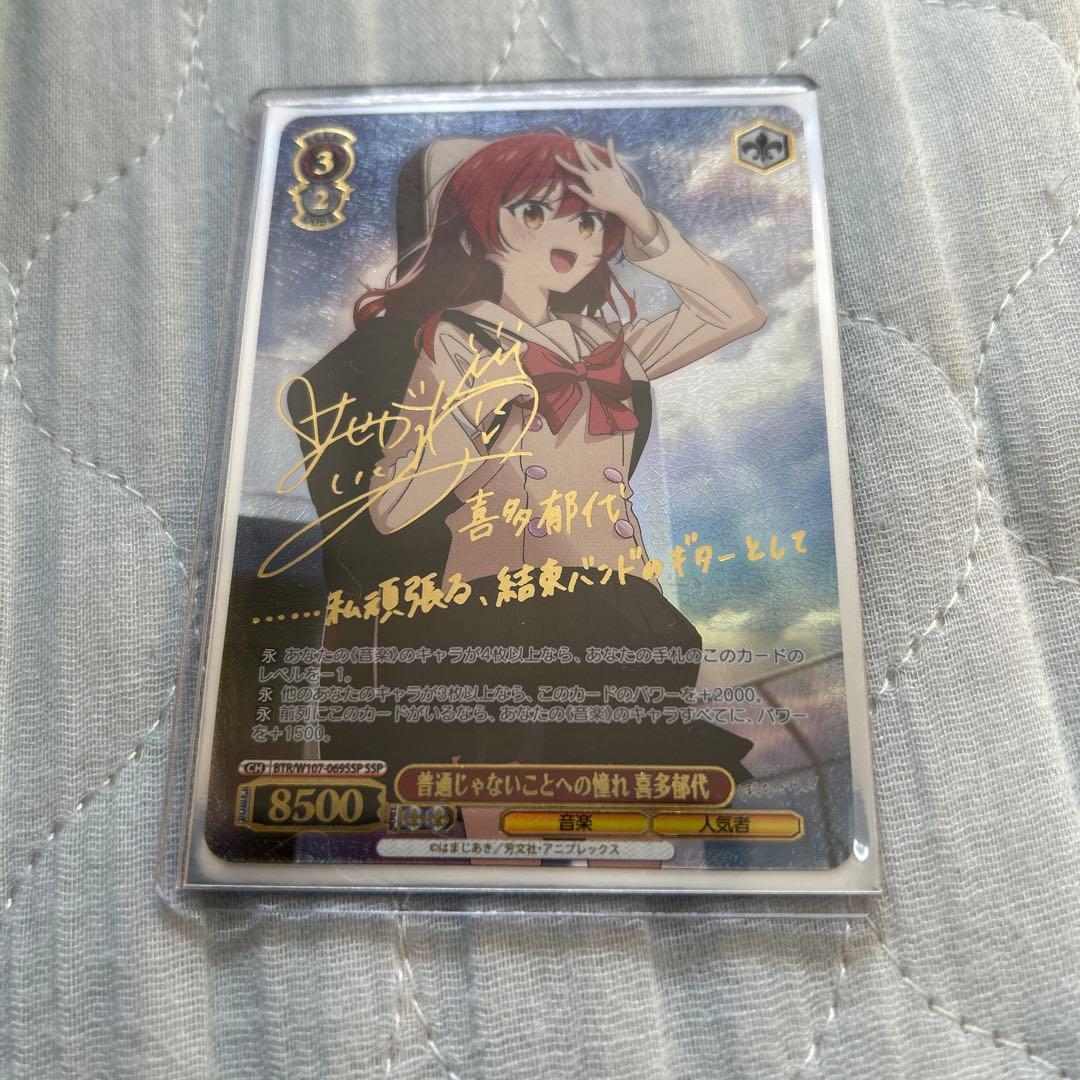 3
2
喜多郁代
……私頑張る、結束バンドのギターとして
永 あなたの《音楽》のキャラが4枚以上なら、あなたの手札のこのカードの
レベルを－1。
永 他のあなたのキャラが3枚以上なら、このカードのパワーを＋2000。
永 前列にこのカードがいるなら、あなたの《音楽》のキャラすべてに、パワー
を＋1500。
CH BTR/W107-069SSP SSP
普通じゃないことへの憧れ 喜多郁代
POWER 8500
音楽 人気者
©はまじあき／芳文社・アニプレックス